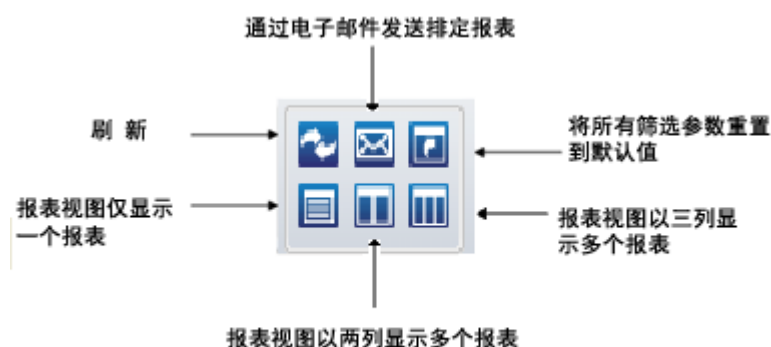 通过电子邮件发送排定报表
刷 新
将所有筛选参数重置
到默认值
报表视图仅显示
一个报表
报表视图以三列显
示多个报表
报表视图以两列显示多个报表